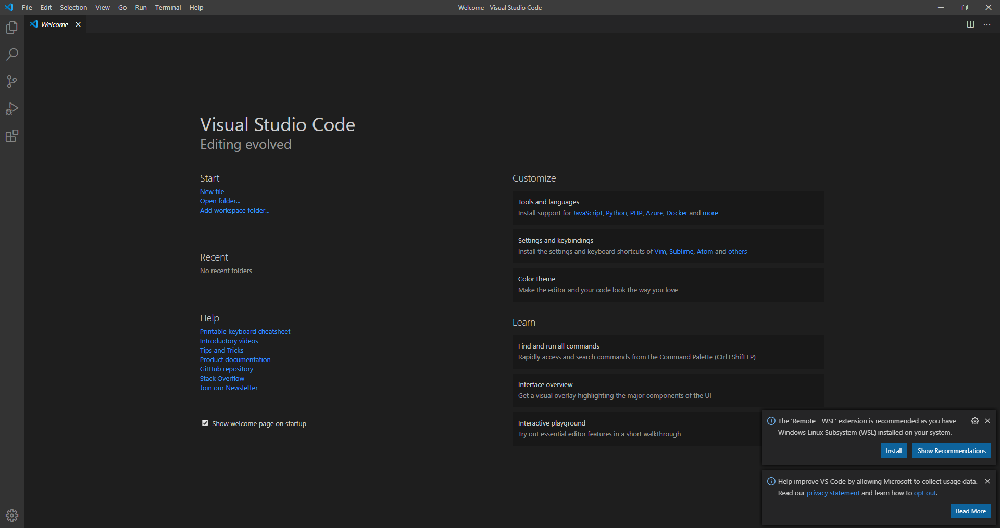 File Edit Selection View Go Run Terminal Help
Welcome - Visual Studio Code
Welcome
Visual Studio Code
Editing evolved
Start
New file
Open folder...
Add workspace folder...
Recent
No recent folders
Help
Printable keyboard cheatsheet
Introductory videos
Tips and Tricks
Product documentation
GitHub repository
Stack Overflow
Join our Newsletter
Show welcome page on startup
Customize
Tools and languages
Install support for JavaScript, Python, PHP, Azure, Docker and more
Settings and keybindings
Install the settings and keyboard shortcuts of Vim, Sublime, Atom and others
Color theme
Make the editor and your code look the way you love
Learn
Find and run all commands
Rapidly access and search commands from the Command Palette (Ctrl+Shift+P)
Interface overview
Get a visual overlay highlighting the major components of the UI
Interactive playground
Try out essential editor features in a short walkthrough
The 'Remote - WSL' extension is recommended as you have
Windows Linux Subsystem (WSL) installed on your system.
Install
Show Recommendations
Help improve VS Code by allowing Microsoft to collect usage data.
Read our privacy statement and learn how to opt out.
Read More